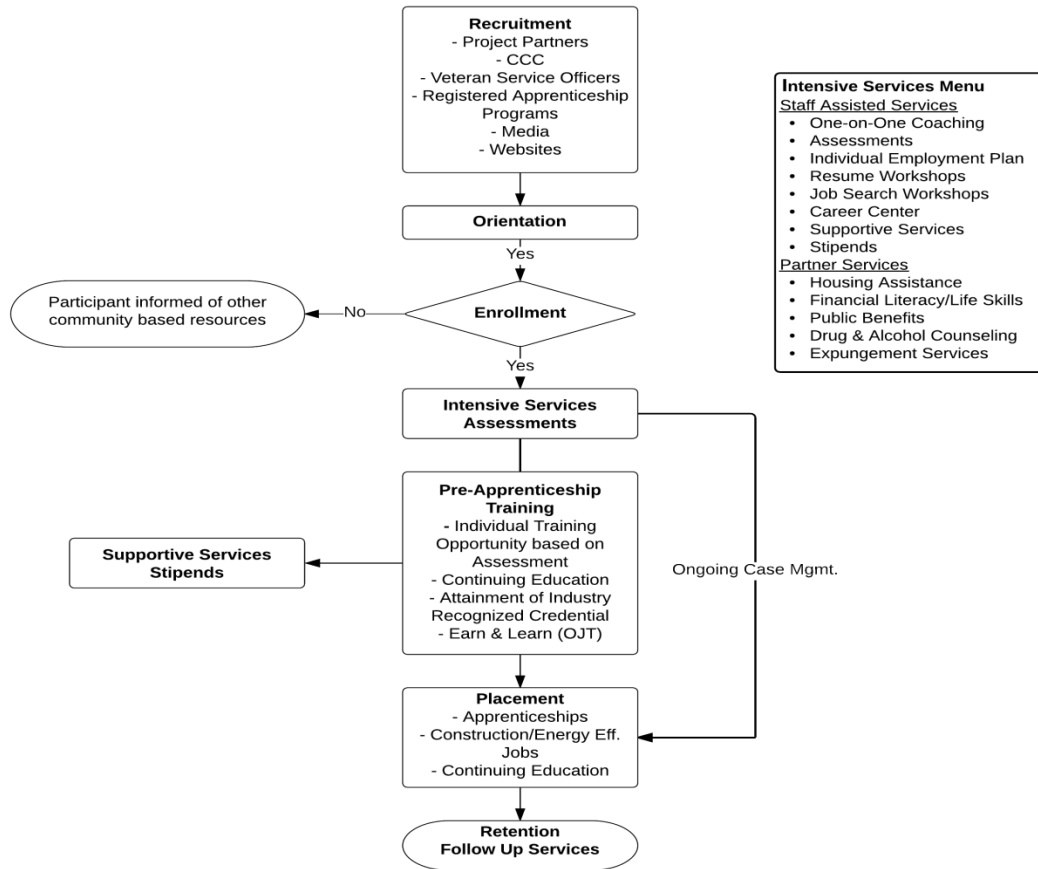 Recruitment
- Project Partners
- CCC
- Veteran Service Officers
- Registered Apprenticeship
Programs
- Media
- Websites
Orientation
Yes
Enrollment
No
Participant informed of other
community based resources
Yes
Intensive Services
Assessments
Pre-Apprenticeship
Training
- Individual Training
Opportunity based on
Assessment
- Continuing Education
- Attainment of Industry
Recognized Credential
- Earn & Learn (OJT)
Supportive Services
Stipends
Ongoing Case Mgmt.
Placement
- Apprenticeships
- Construction/Energy Eff.
Jobs
- Continuing Education
Retention
Follow Up Services
Intensive Services Menu
Staff Assisted Services
• One-on-One Coaching
• Assessments
• Individual Employment Plan
• Resume Workshops
• Job Search Workshops
• Career Center
• Supportive Services
• Stipends
Partner Services
• Housing Assistance
• Financial Literacy/Life Skills
• Public Benefits
• Drug & Alcohol Counseling
• Expungement Services